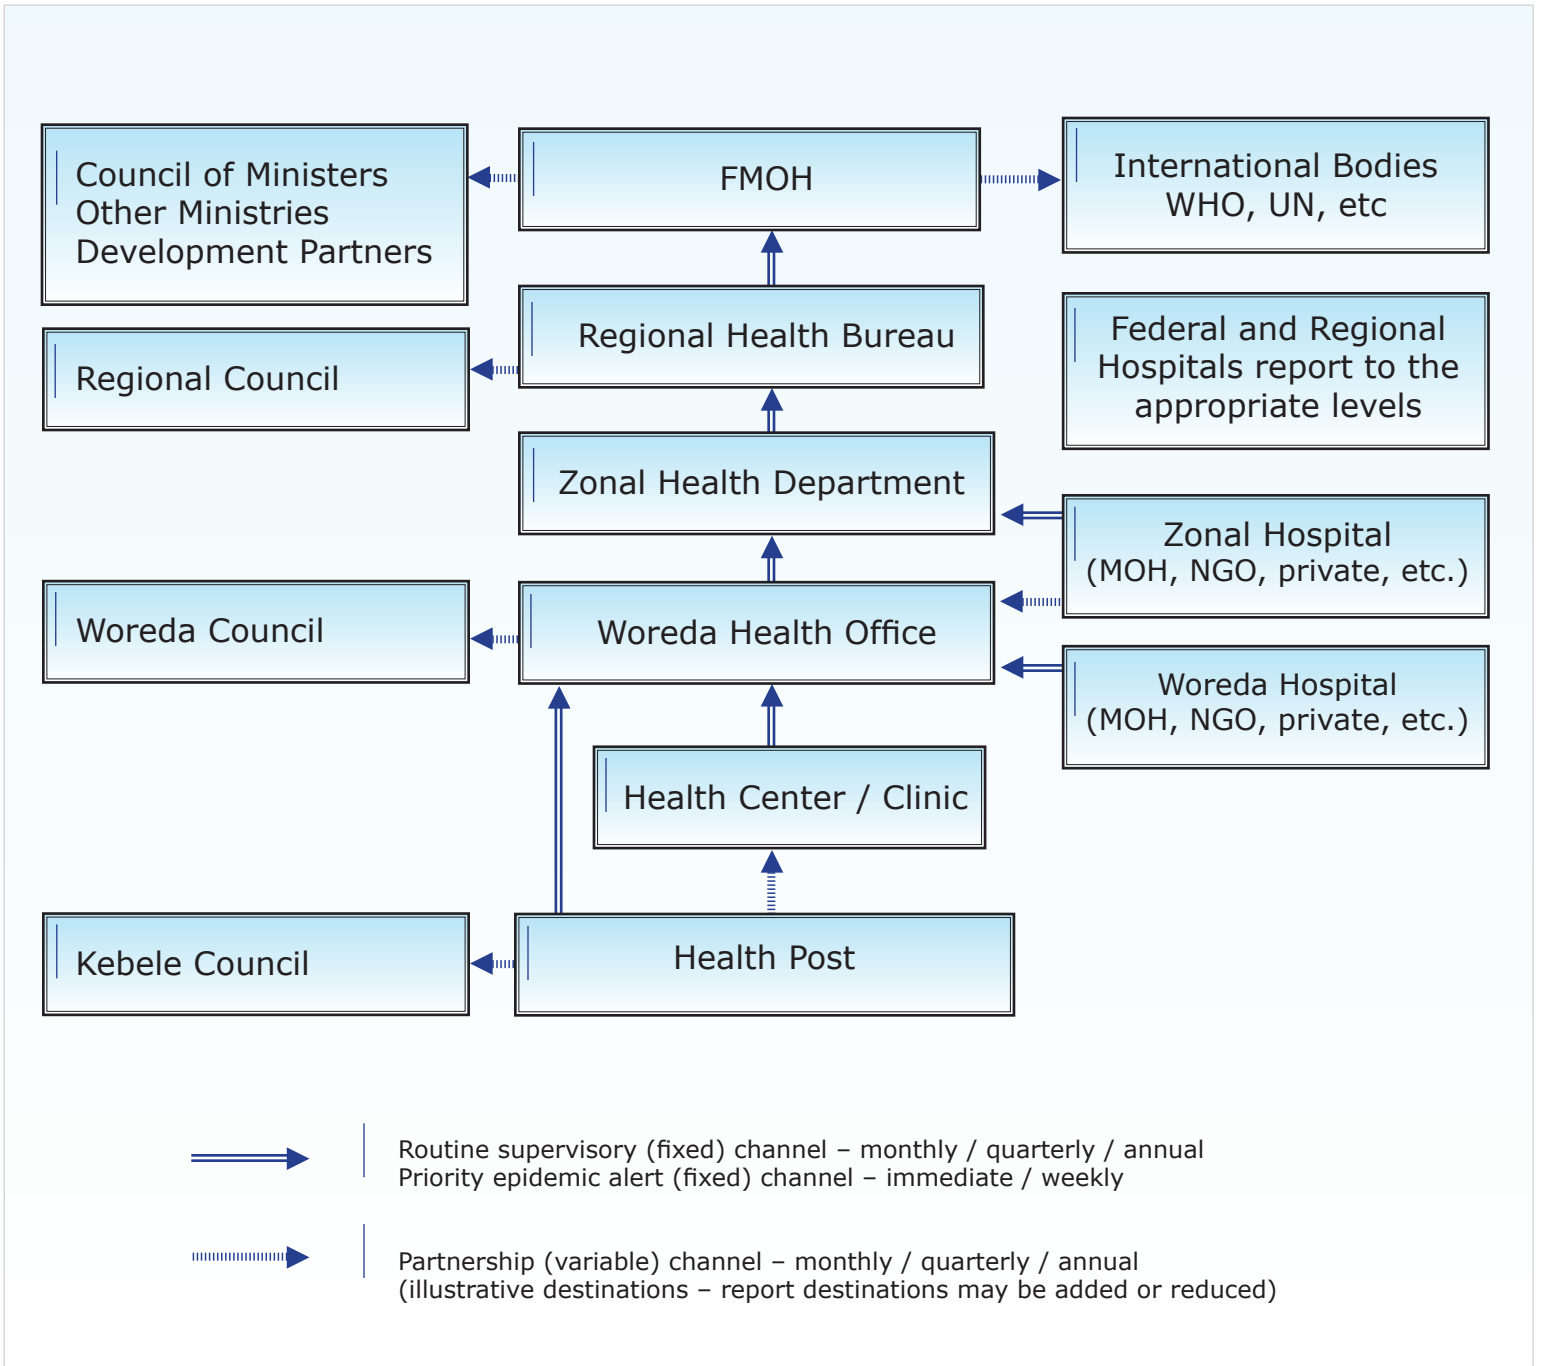 Council of Ministers
Other Ministries
Development Partners
FMOH
International Bodies
WHO, UN, etc
Regional Council
Regional Health Bureau
Federal and Regional
Hospitals report to the
appropriate levels
Zonal Health Department
Zonal Hospital
(MOH, NGO, private, etc.)
Woreda Council
Woreda Health Office
Woreda Hospital
(MOH, NGO, private, etc.)
Health Center / Clinic
Kebele Council
Health Post
Routine supervisory (fixed) channel – monthly / quarterly / annual
Priority epidemic alert (fixed) channel – immediate / weekly
Partnership (variable) channel – monthly / quarterly / annual
(illustrative destinations – report destinations may be added or reduced)